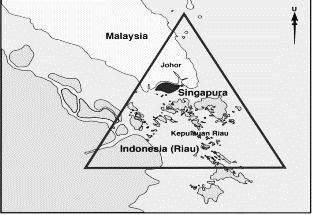 U
Malaysia
Johor
Singapura
Kepulauan Riau
Indonesia (Riau)